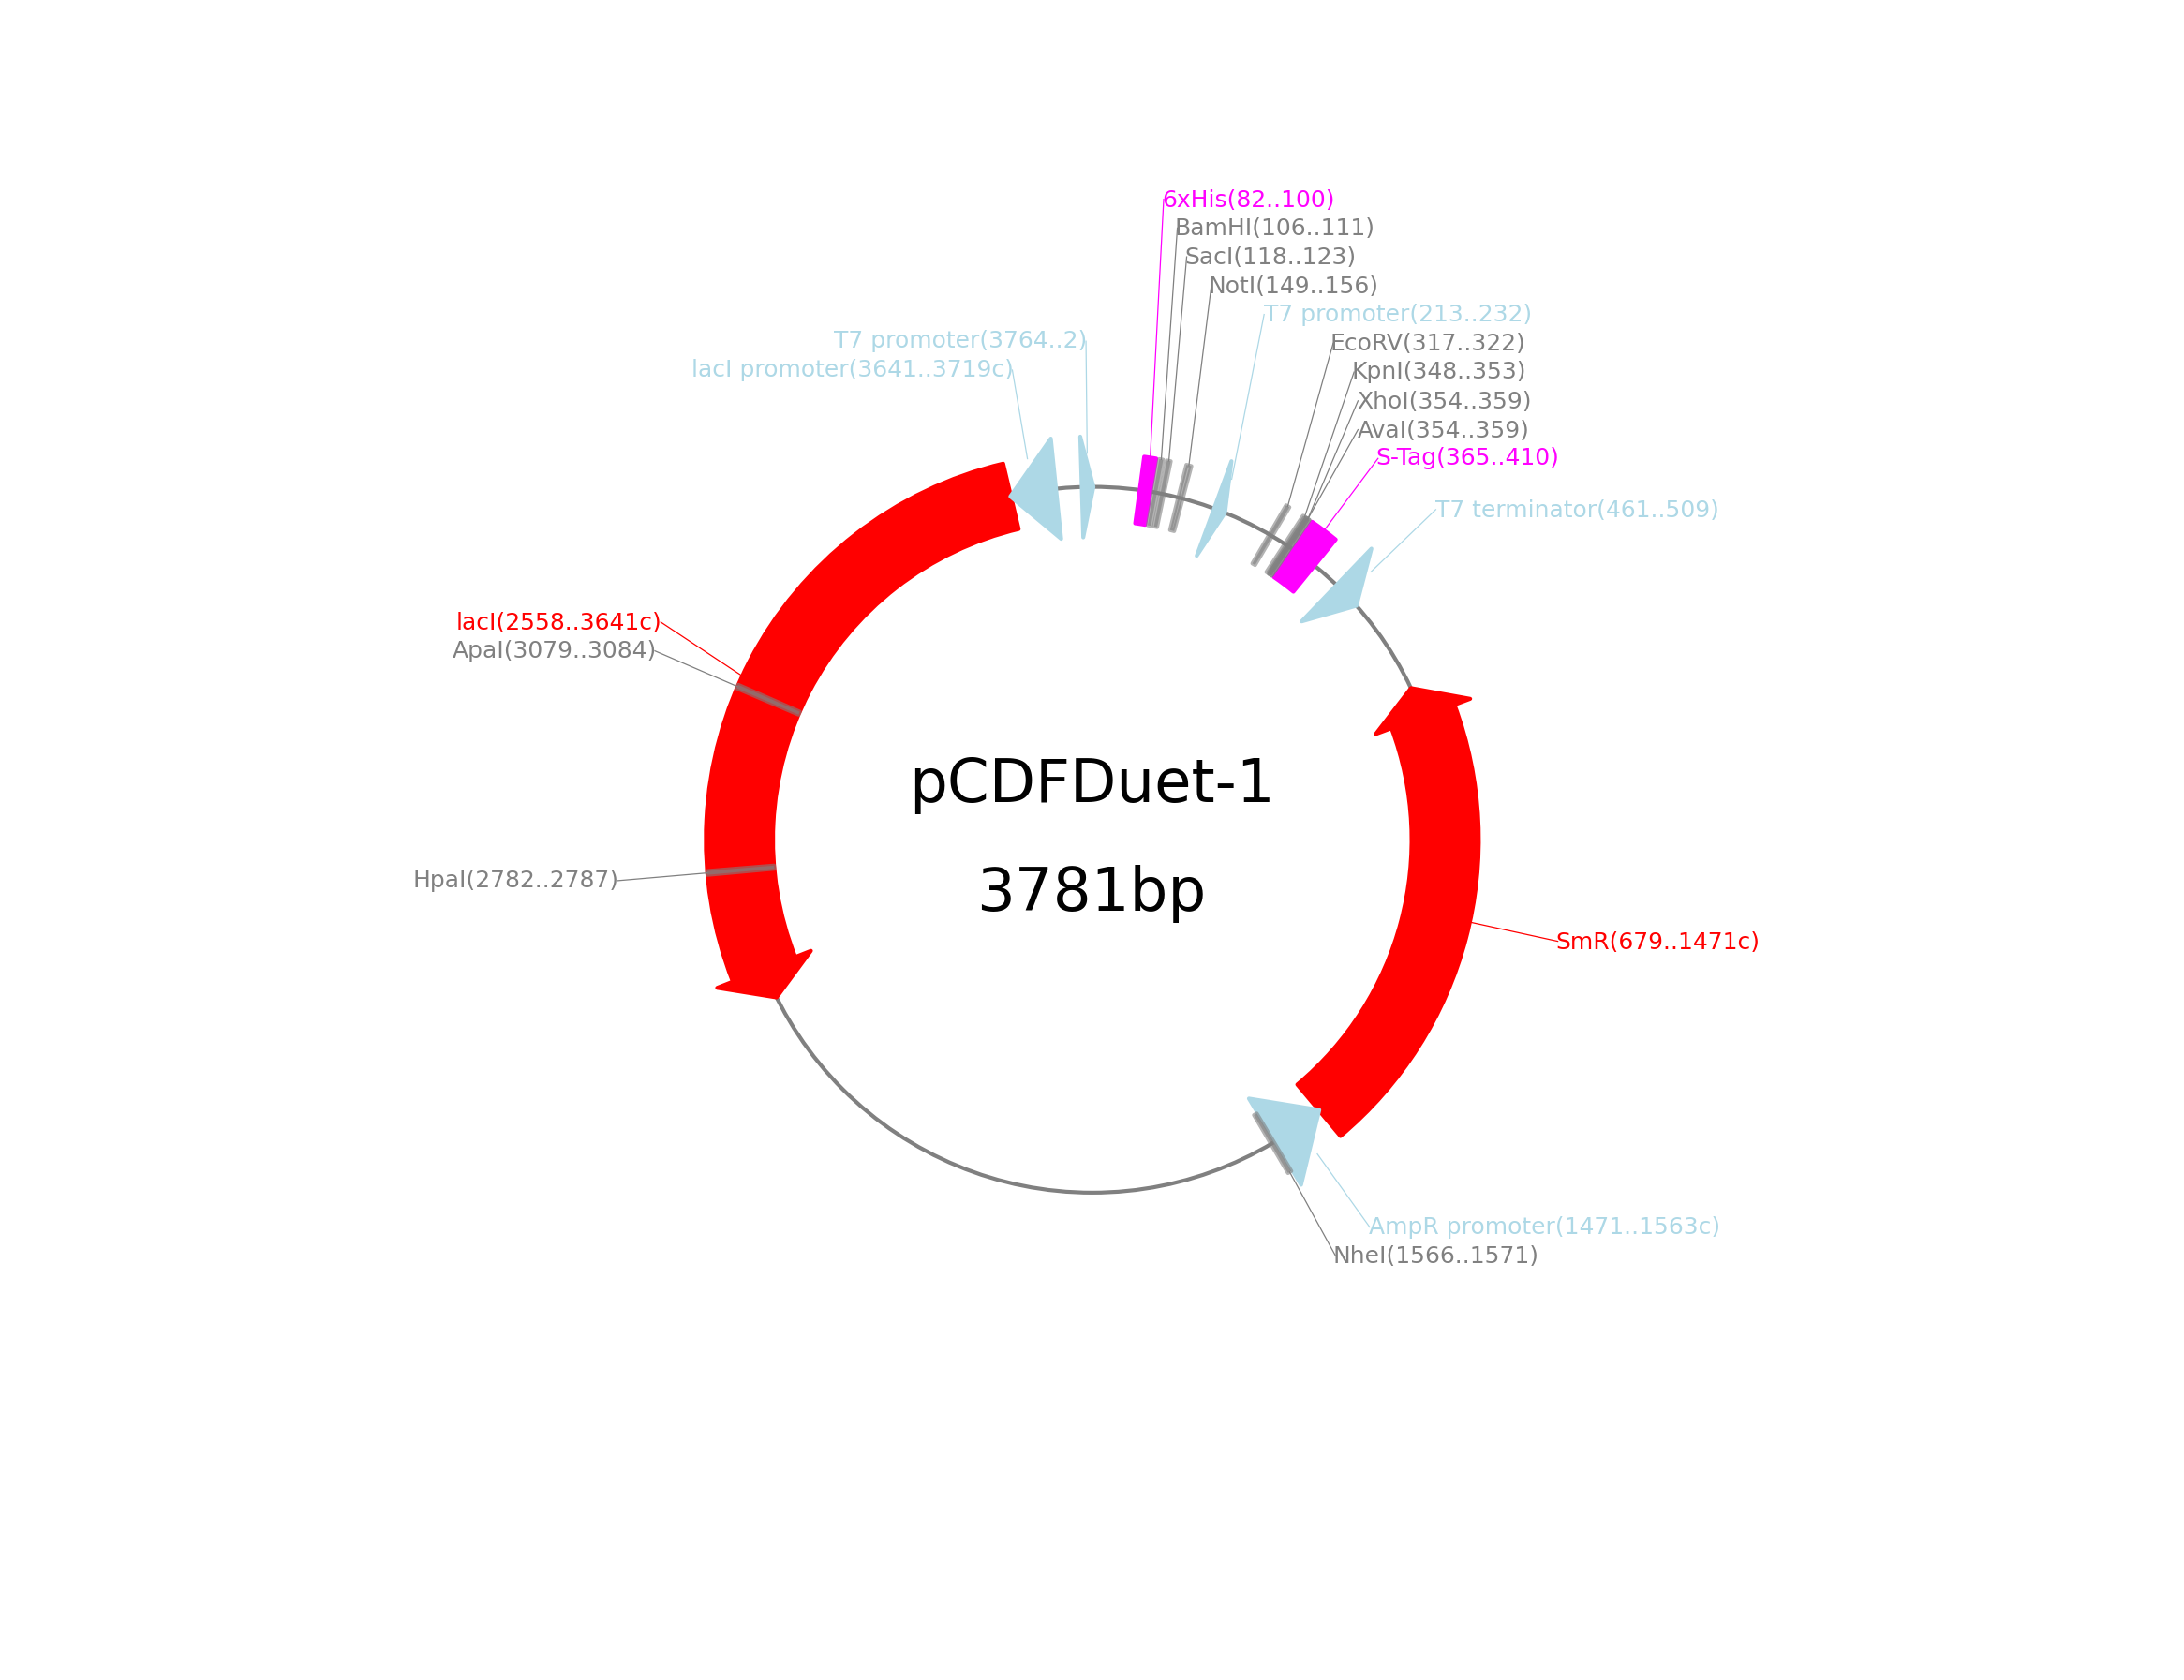 6xHis(82..100)
BamHI(106..111)
SacI(118..123)
NotI(149..156)
T7 promoter(213..232)
T7 promoter(3764..2)
EcoRV(317..322)
lacI promoter(3641..3719c)
KpnI(348..353)
XhoI(354..359)
AvaI(354..359)
S-Tag(365..410)
T7 terminator(461..509)
lacI(2558..3641c)
ApaI(3079..3084)
pCDFDuet-1
3781bp
HpaI(2782..2787)
SmR(679..1471c)
AmpR promoter(1471..1563c)
NheI(1566..1571)